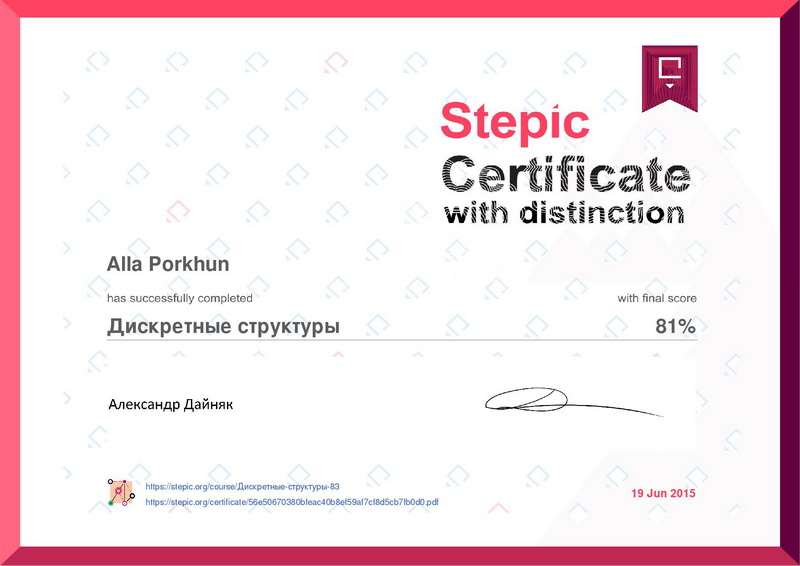 Stepic
Certificate
with distinction
Alla Porkhun
has successfully completed
with final score
Дискретные структуры
81%
Александр Дайняк
https://stepic.org/course/Дискретные-структуры-83
https://stepic.org/certificate/56e50670380bfeac40b8ef59af7cf8d5cb7fb0d0.pdf
19 Jun 2015